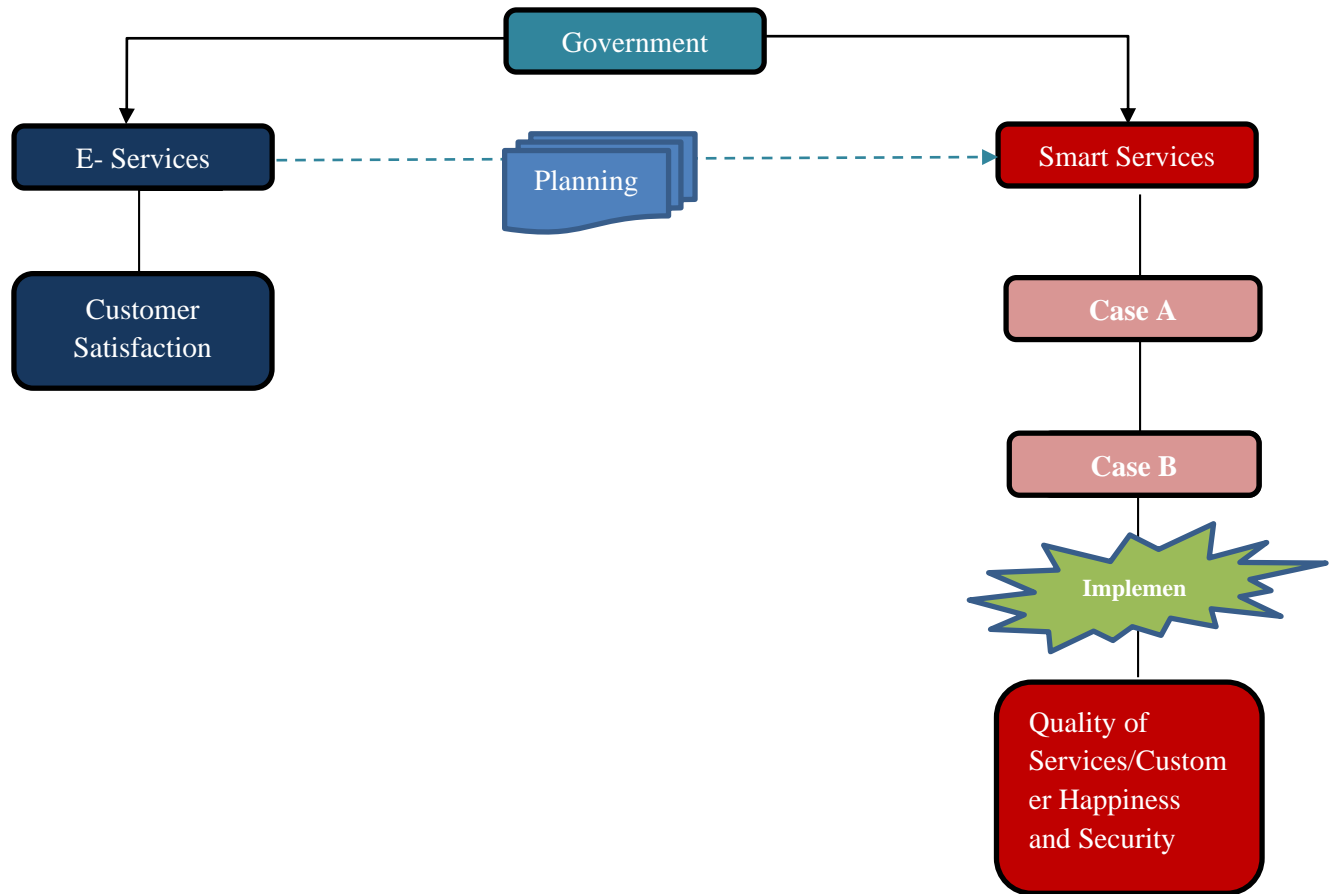 Government
E- Services
Planning
Smart Services
Customer
Satisfaction
Case A
Case B
Implemen
Quality of
Services/Custom
er Happiness
and Security